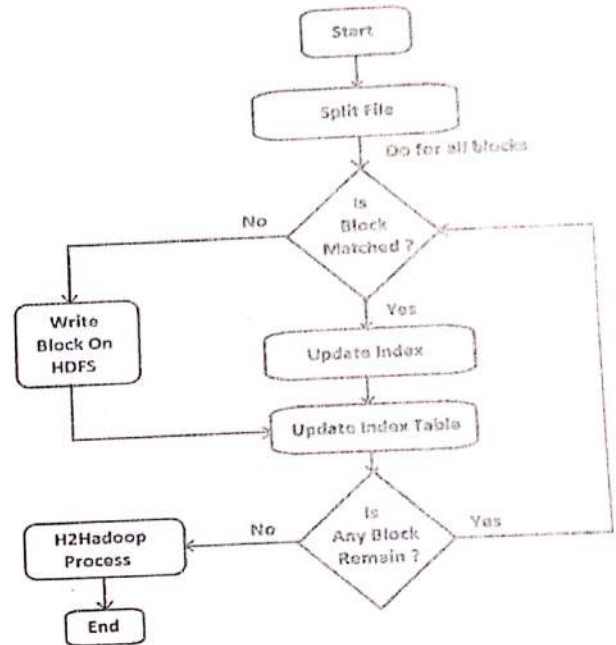 Start
Split File
Do for all blocks
Is
Block
Matched ?
No
Yes
Write
Block On
HDFS
Update Index
Update Index Table
Is
Any Block
Remain ?
No
Yes
H2Hadoop
Process
End